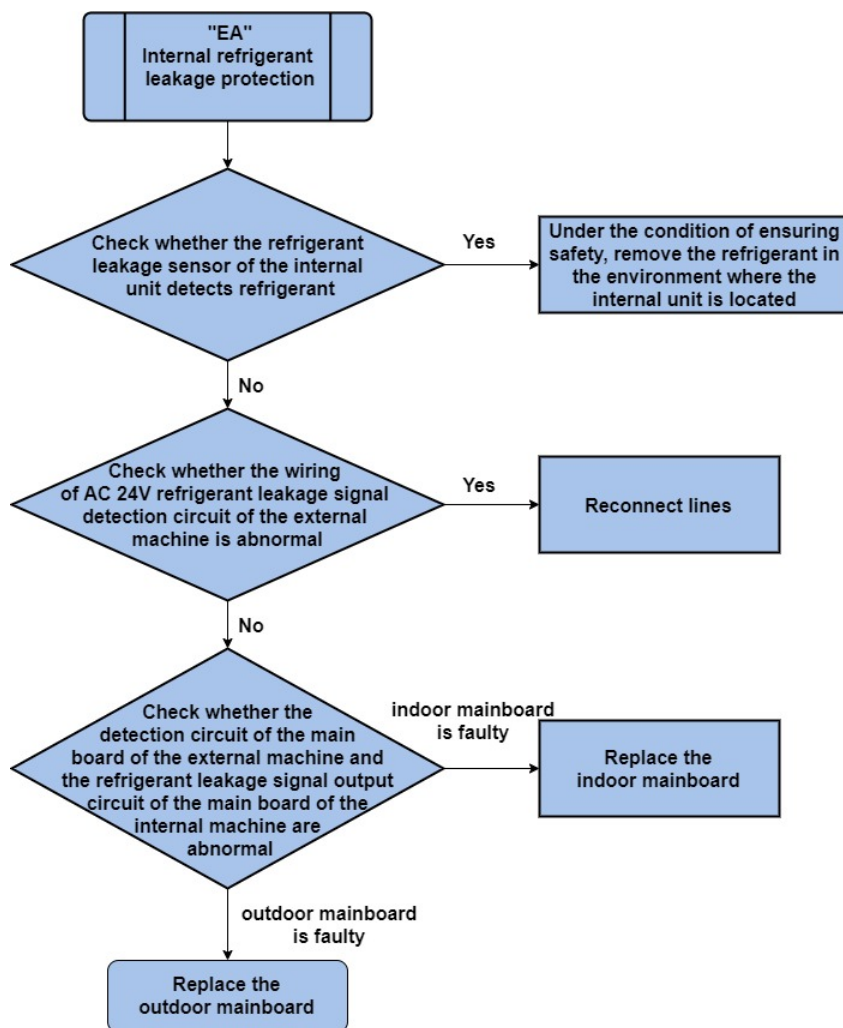 "EA"
Internal refrigerant
leakage protection
Check whether the refrigerant
leakage sensor of the internal
unit detects refrigerant
Yes
Under the condition of ensuring
safety, remove the refrigerant in
the environment where the
internal unit is located
No
Check whether the wiring
of AC 24V refrigerant leakage signal
detection circuit of the external
machine is abnormal
Yes
Reconnect lines
No
Check whether the
detection circuit of the main
board of the external machine and
the refrigerant leakage signal output
circuit of the main board of the
internal machine are
abnormal
indoor mainboard
is faulty
Replace the
indoor mainboard
outdoor mainboard
is faulty
Replace the
outdoor mainboard